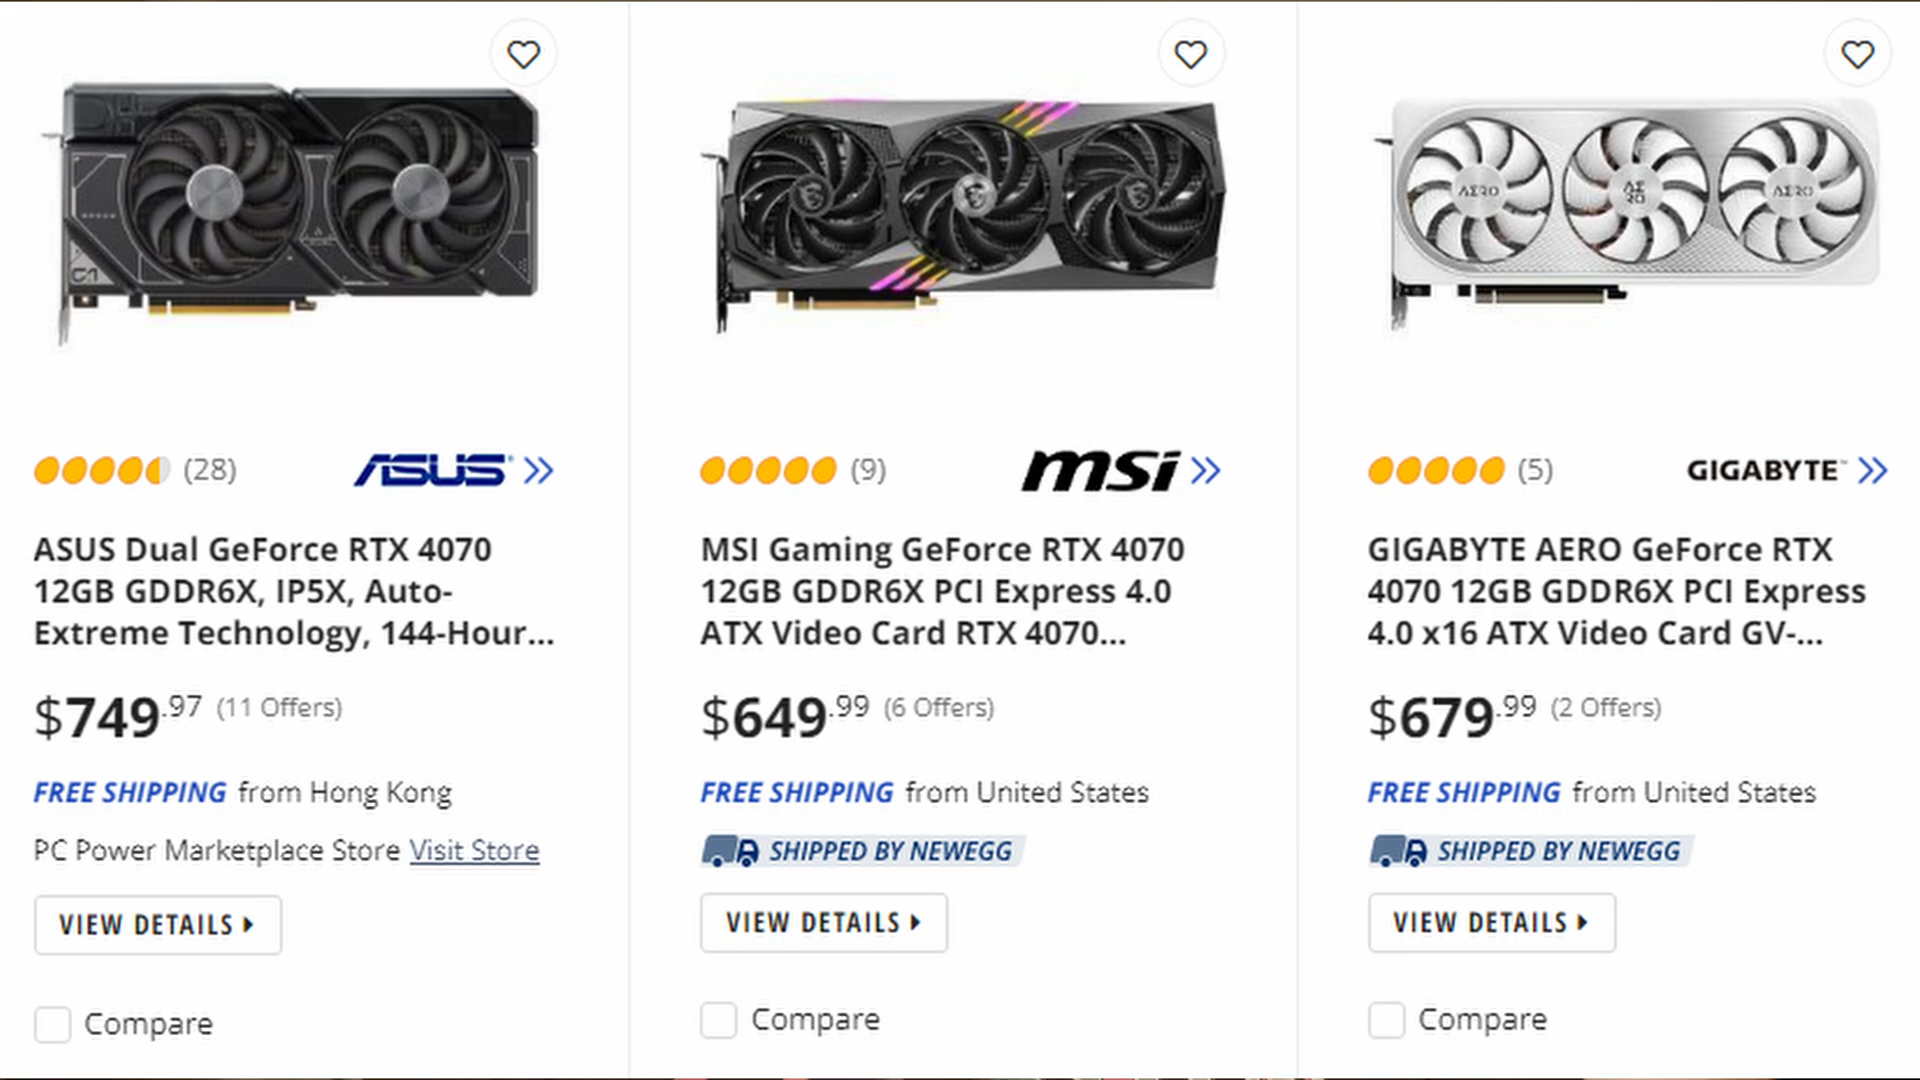 (28)
ASUS
ASUS Dual GeForce RTX 4070
12GB GDDR6X, IP5X, Auto-
Extreme Technology, 144-Hour...
$749.97 (11 Offers)
FREE SHIPPING from Hong Kong
PC Power Marketplace Store Visit Store
VIEW DETAILS
Compare
(9)
msi
MSI Gaming GeForce RTX 4070
12GB GDDR6X PCI Express 4.0
ATX Video Card RTX 4070...
$649.99 (6 Offers)
FREE SHIPPING from United States
SHIPPED BY NEWEGG
VIEW DETAILS
Compare
AERO
AERO
AERO
(5)
GIGABYTE™
GIGABYTE AERO GeForce RTX
4070 12GB GDDR6X PCI Express
4.0 x16 ATX Video Card GV-...
$679.99 (2 Offers)
FREE SHIPPING from United States
SHIPPED BY NEWEGG
VIEW DETAILS
Compare